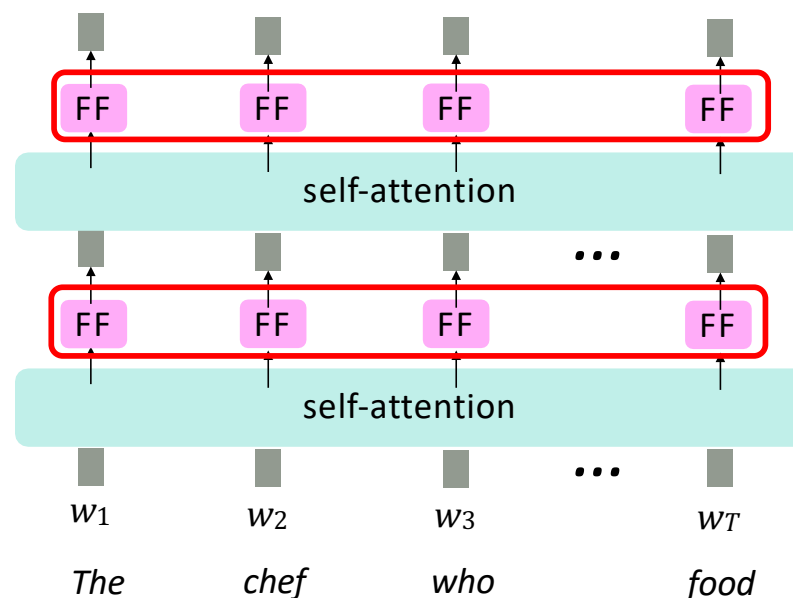 FF FF FF FF
self-attention
...
FF FF FF FF
self-attention
...
w1 w2 w3 wT
The chef who food